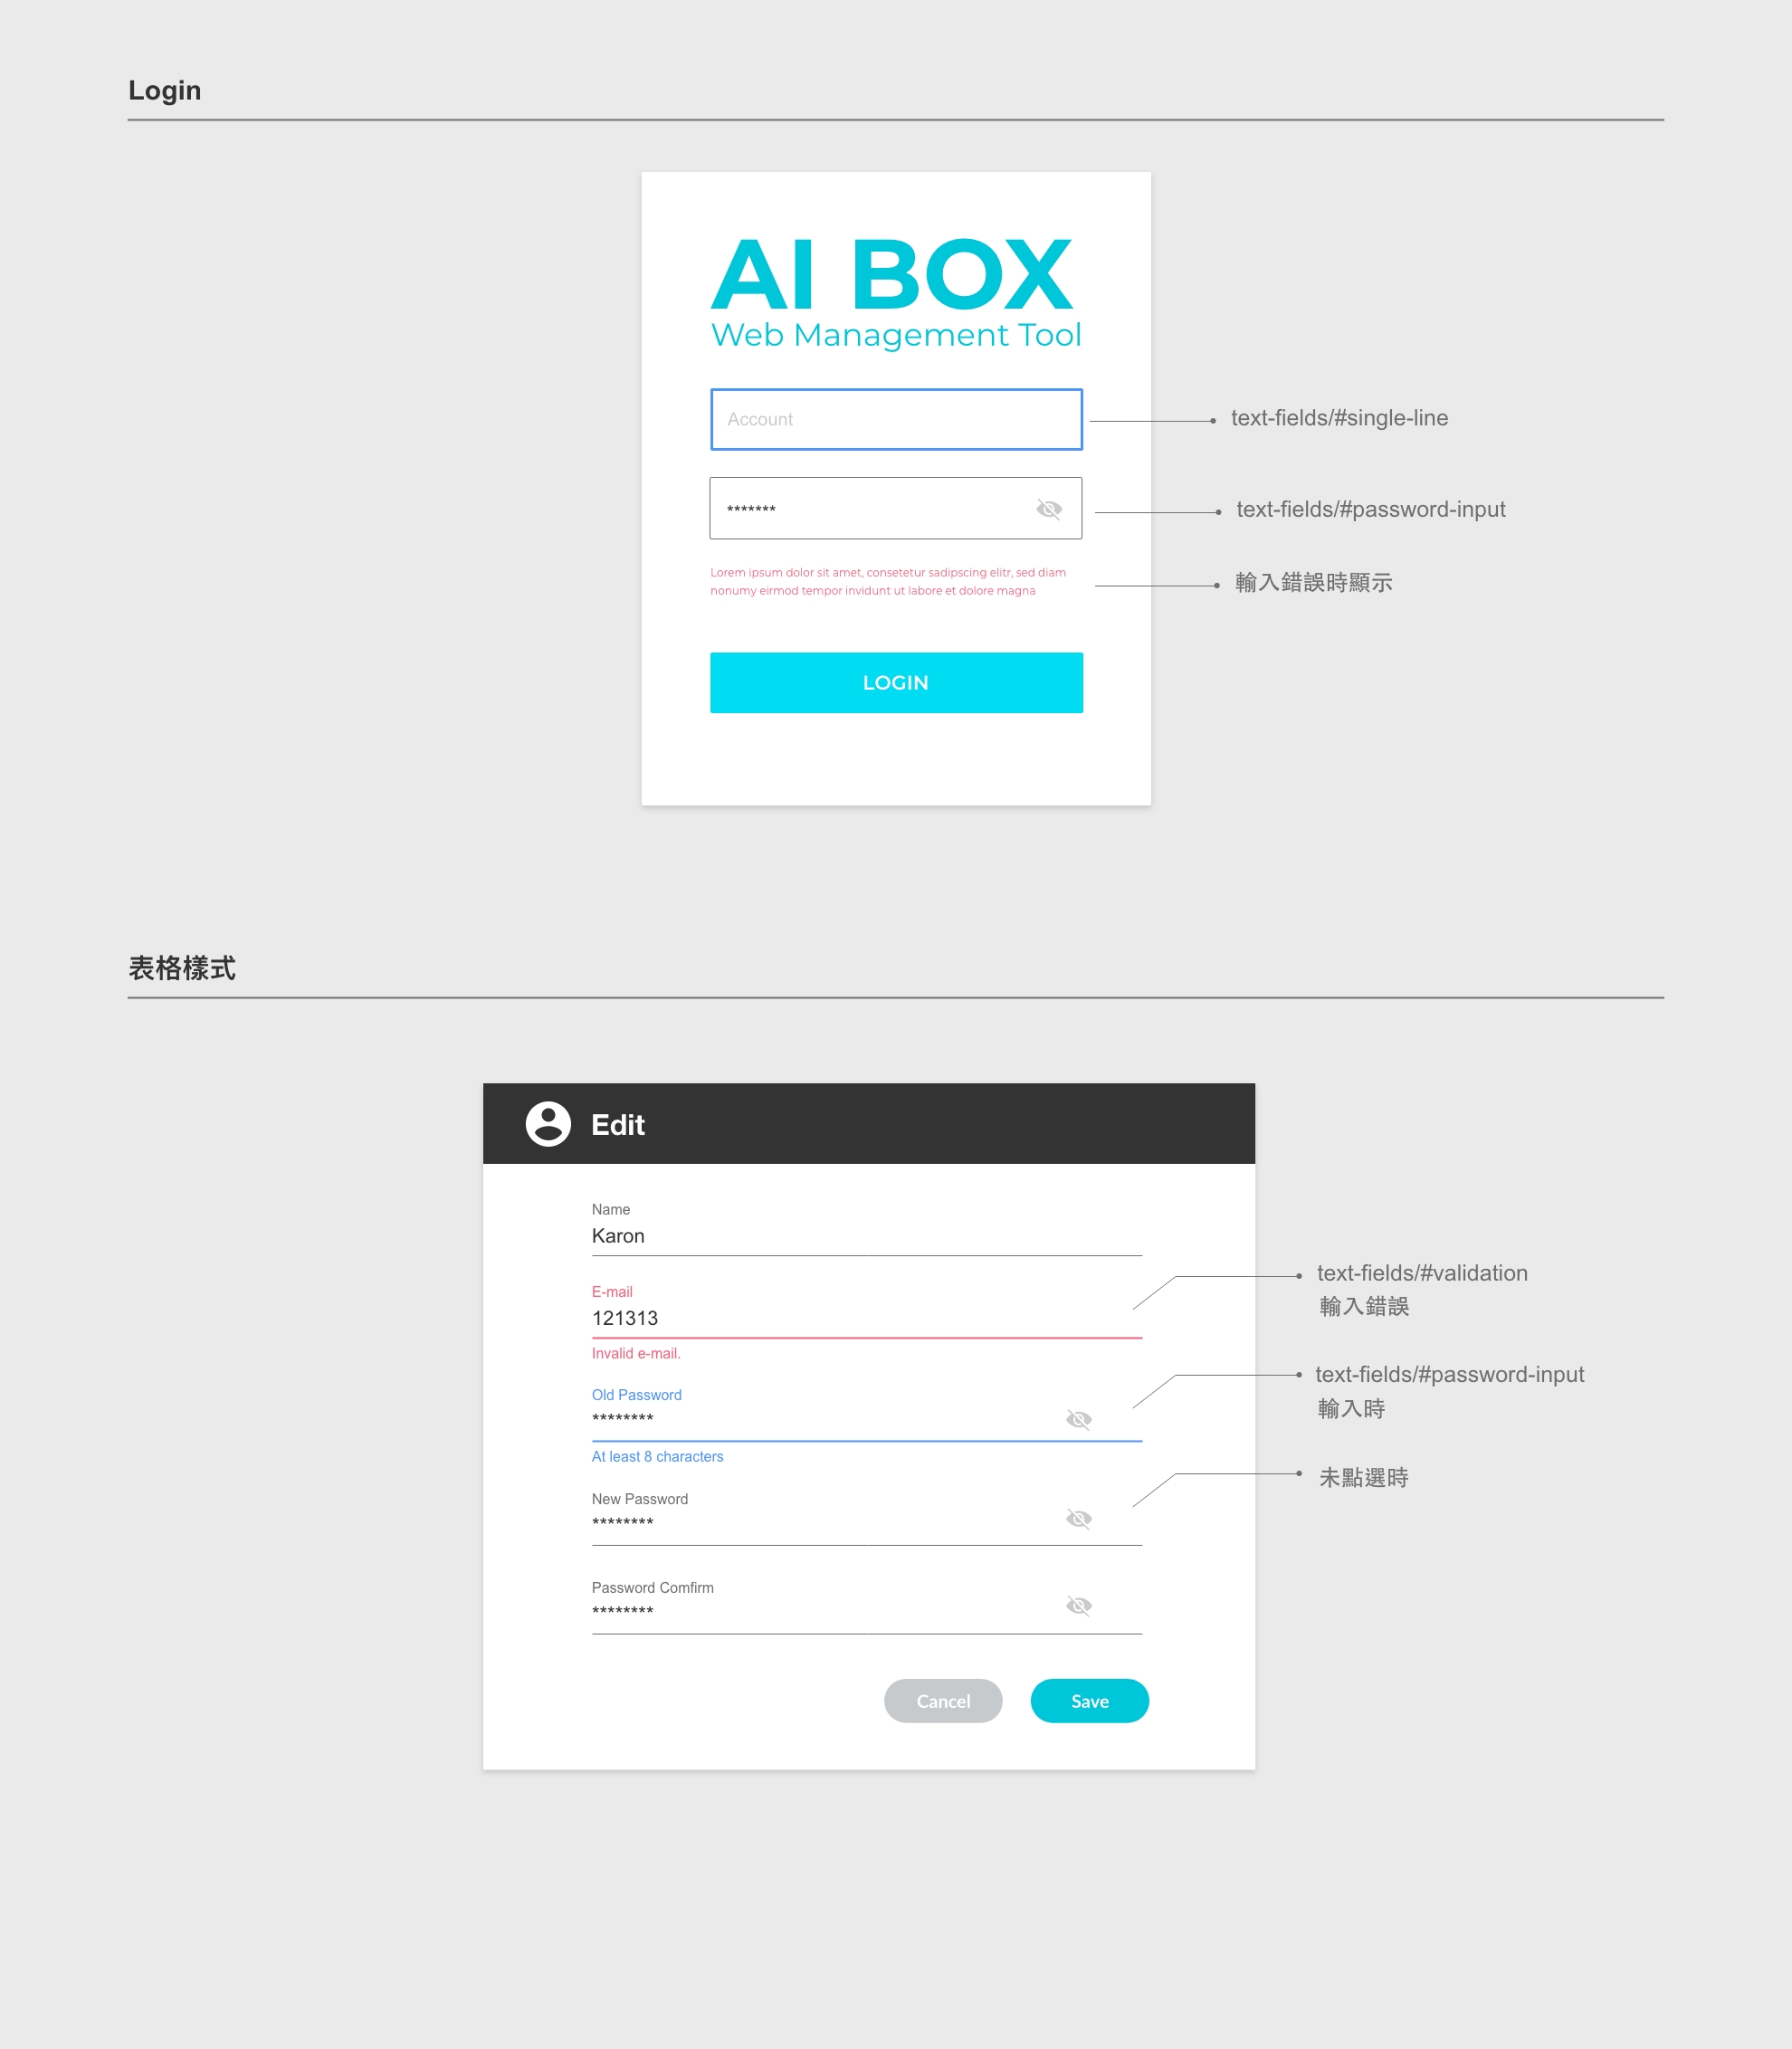 Login
AI BOX
Web Management Tool
Account
text-fields/#single-line
*******
text-fields/#password-input
Lorem ipsum dolor sit amet, consetetur sadipscing elitr, sed diam
nonumy eirmod tempor invidunt ut labore et dolore magna
輸入錯誤時顯示
LOGIN
表格樣式
Edit
Name
Karon
E-mail
121313
Invalid e-mail.
text-fields/#validation
輸入錯誤
Old Password
********
At least 8 characters
text-fields/#password-input
輸入時
New Password
********
未點選時
Password Comfirm
********
Cancel
Save